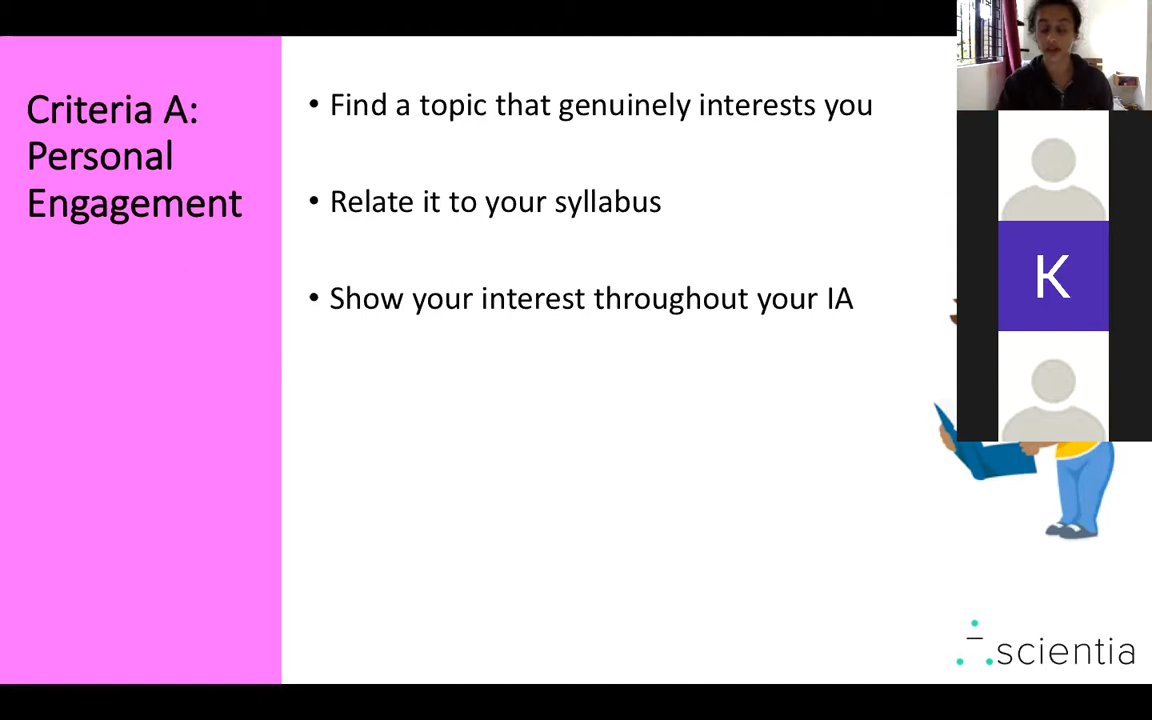 Criteria A:
Personal
Engagement
• Find a topic that genuinely interests you
• Relate it to your syllabus
• Show your interest throughout your IA
K
scientia